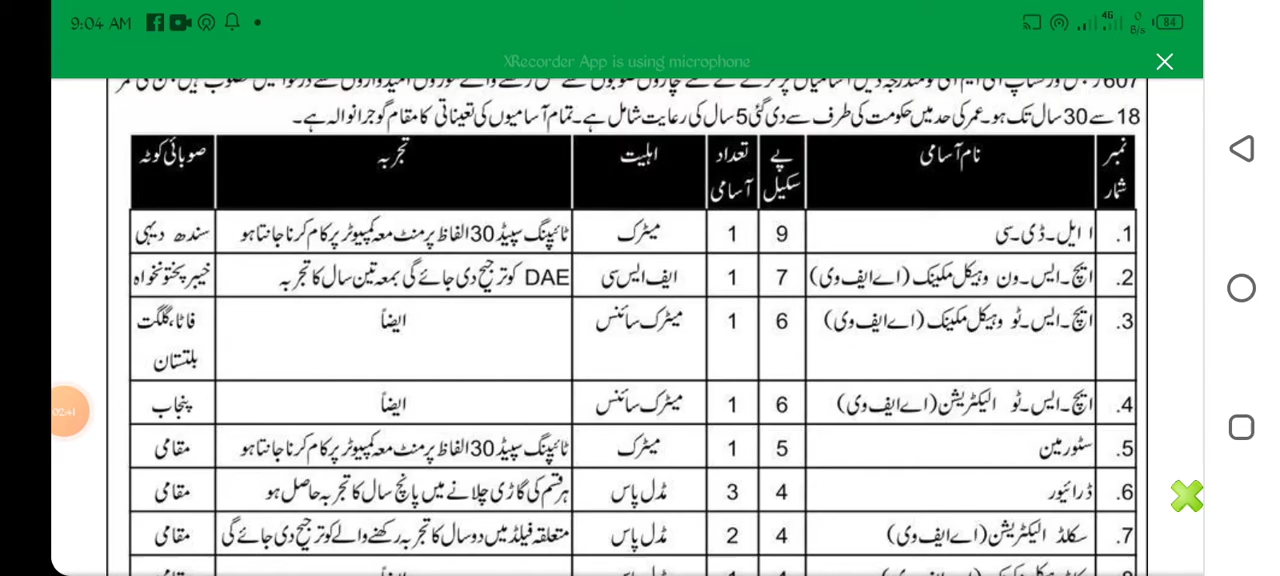 9:04 AM
4G 0 B/s 84
XRecorder App is using microphone
18 سے 30 سال تک ہو۔ عمر کی حد میں حکومت کی طرف سے دی گئی 5 سال کی رعایت شامل ہے۔ تمام آسامیوں کی تعیناتی کا مقام گوجرانوالہ ہے۔
نمبر شمار نام آسامی پے سکیل تعداد آسامی اہلیت تجربہ صوبائی کوٹہ
1. ایل۔ڈی۔سی 9 1 میٹرک ٹائپنگ سپیڈ 30 الفاظ پر منٹ معہ کمپیوٹر پر کام کرنا جانتا ہو سندھ دیہی
2. ایچ۔ایس۔ون وہیکل مکینک (اے ایف وی) 7 1 ایف ایس سی DAE کو ترجیح دی جائے گی بمعہ تین سال کا تجربہ خیبر پختونخواہ
3. ایچ۔ایس۔ٹو وہیکل مکینک (اے ایف وی) 6 1 میٹرک سائنس ایضاً فاٹا، گلگت
بلتستان
4. ایچ۔ایس۔ٹو الیکٹریشن (اے ایف وی) 6 1 میٹرک سائنس ایضاً پنجاب
5. سٹورمین 5 1 میٹرک ٹائپنگ سپیڈ 30 الفاظ پر منٹ معہ کمپیوٹر پر کام کرنا جانتا ہو مقامی
6. ڈرائیور 4 3 مڈل پاس ہر قسم کی گاڑی چلانے میں پانچ سال کا تجربہ حاصل ہو مقامی
7. سکلڈ الیکٹریشن (اے ایف وی) 4 2 مڈل پاس متعلقہ فیلڈ میں دو سال کا تجربہ رکھنے والے کو ترجیح دی جائے گی مقامی
02:41